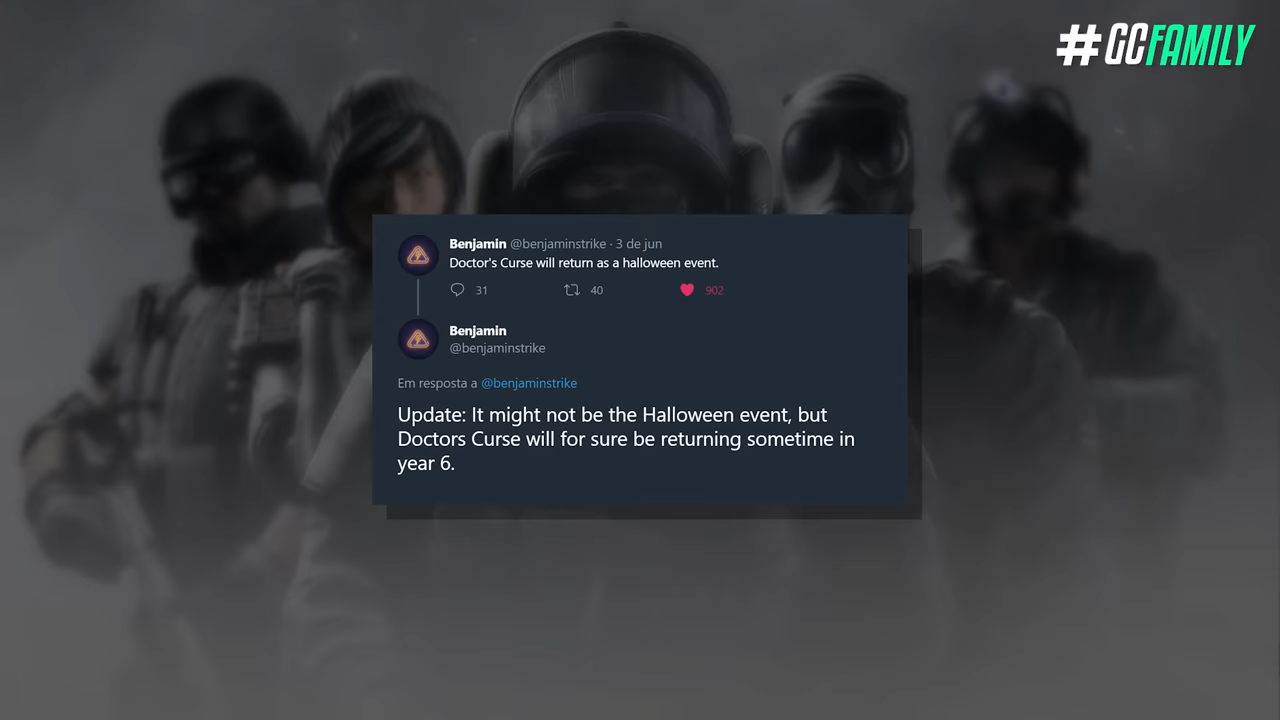 #GCFAMILY
Benjamin @benjaminstrike · 3 de jun
Doctor's Curse will return as a halloween event.
31 40 902
Benjamin
@benjaminstrike
Em resposta a @benjaminstrike
Update: It might not be the Halloween event, but
Doctors Curse will for sure be returning sometime in
year 6.